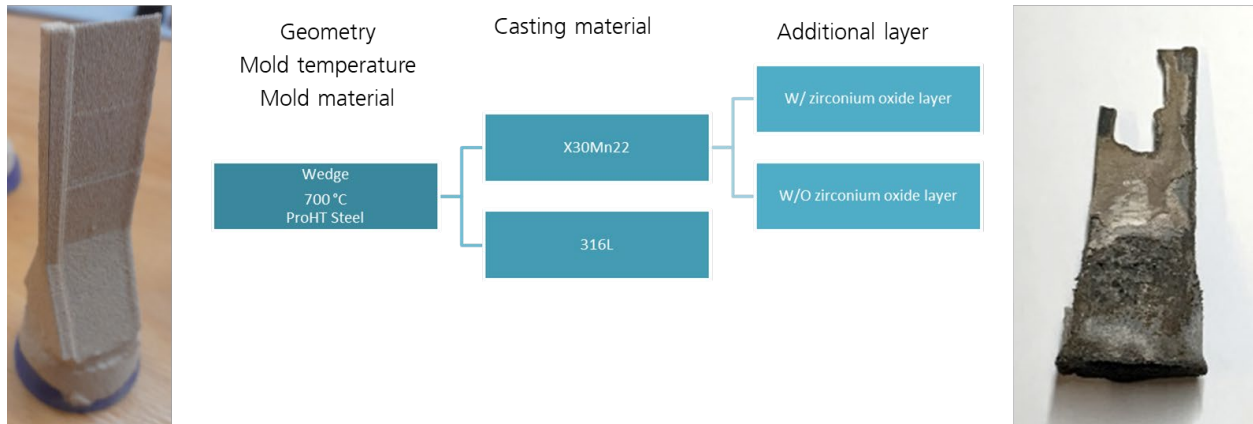 Geometry
Mold temperature
Mold material
Casting material
Additional layer
Wedge
700 °C
ProHT Steel
X30Mn22
316L
W/ zirconium oxide layer
W/O zirconium oxide layer